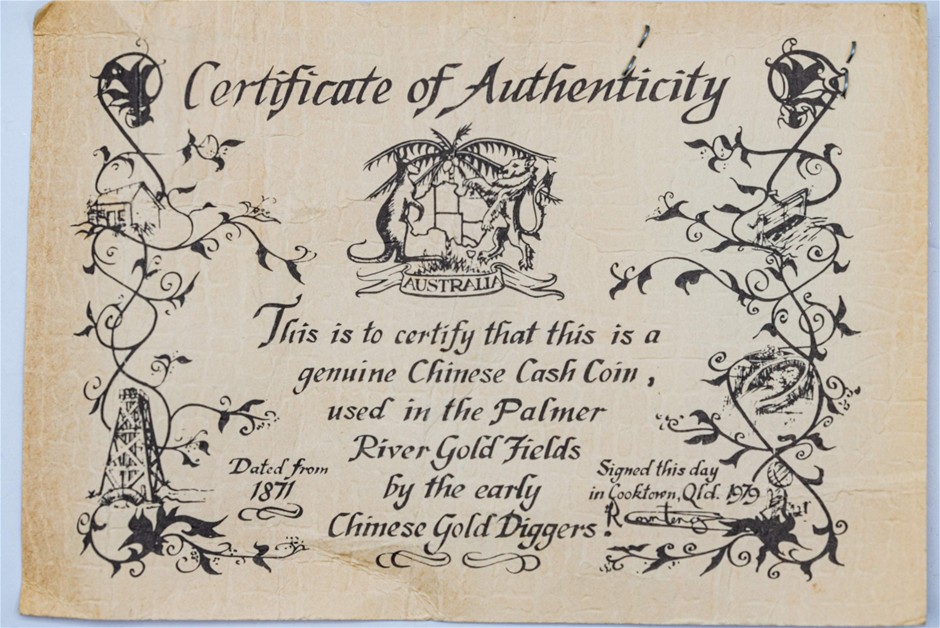 Certificate of Authenticity
AUSTRALIA
This is to certify that this is a
genuine Chinese Cash Coin,
used in the Palmer
River Gold Fields
by the early
Chinese Gold Diggers.
Dated from
1871
Signed this day
in Cooktown, Qld. 1979